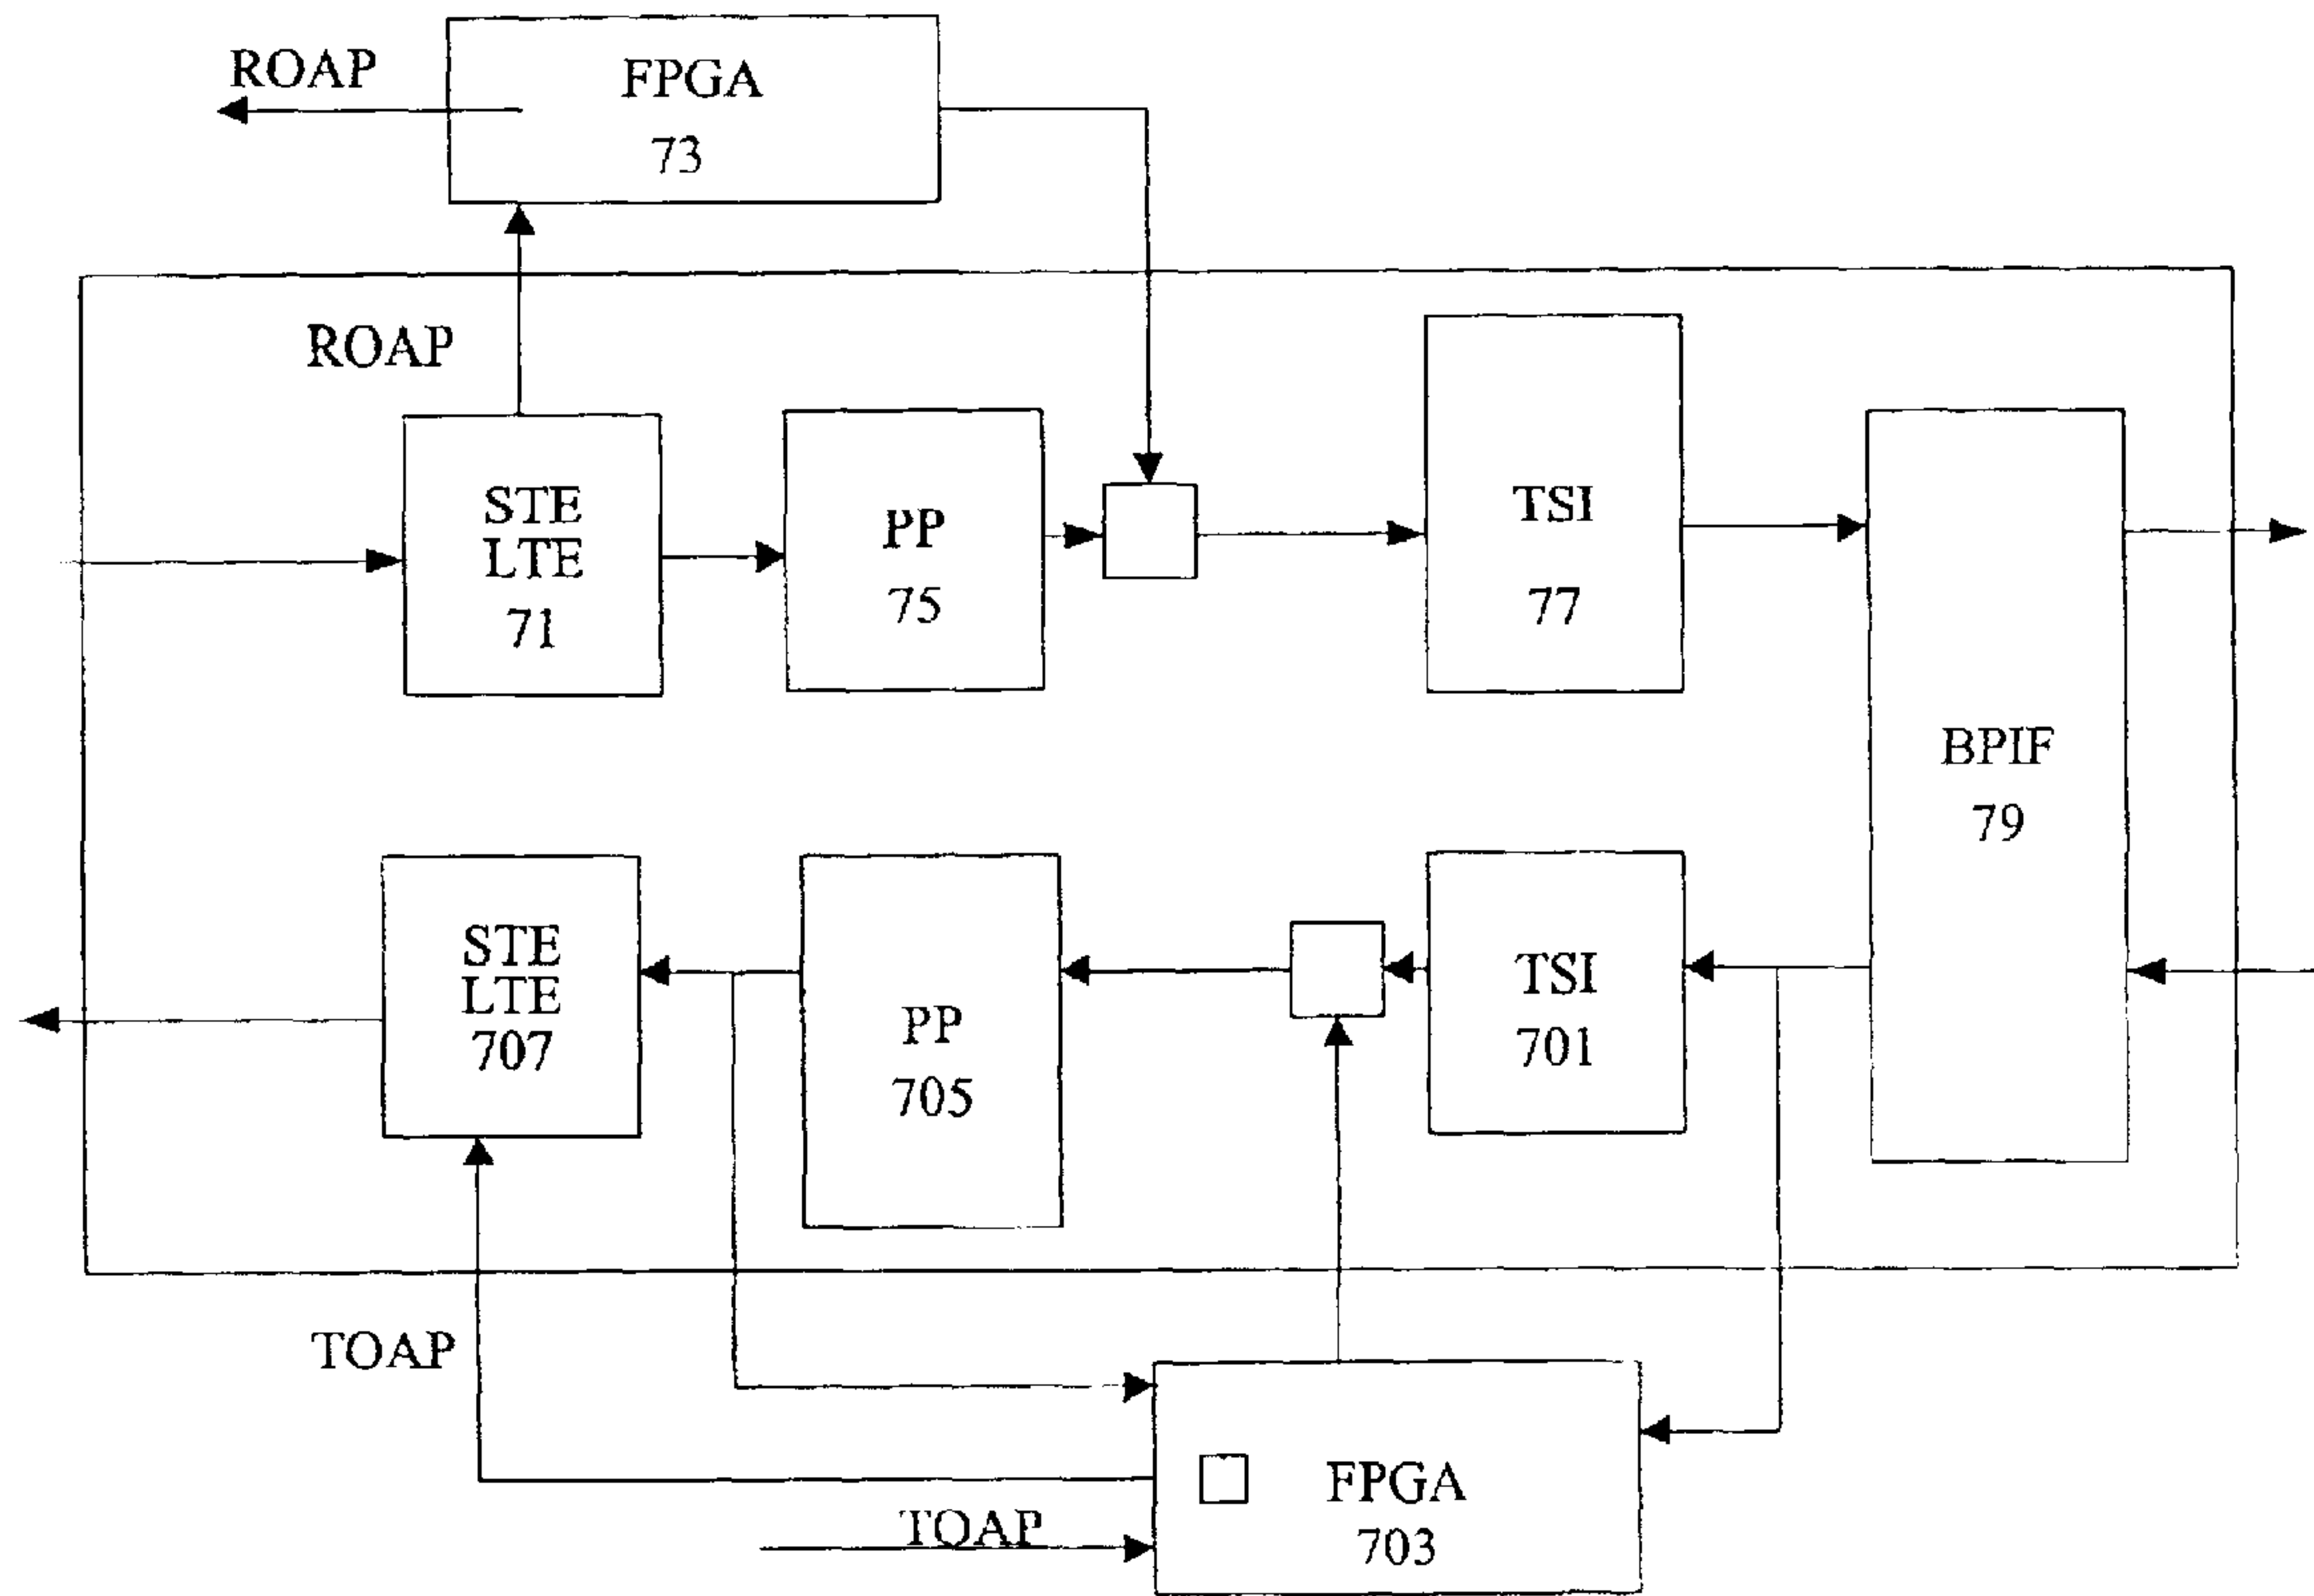 ROAP
FPGA
73
ROAP
STE
LTE
71
PP
75
TSI
77
BPIF
79
STE
LTE
707
PP
705
TSI
701
TOAP
FPGA
703
TOAP